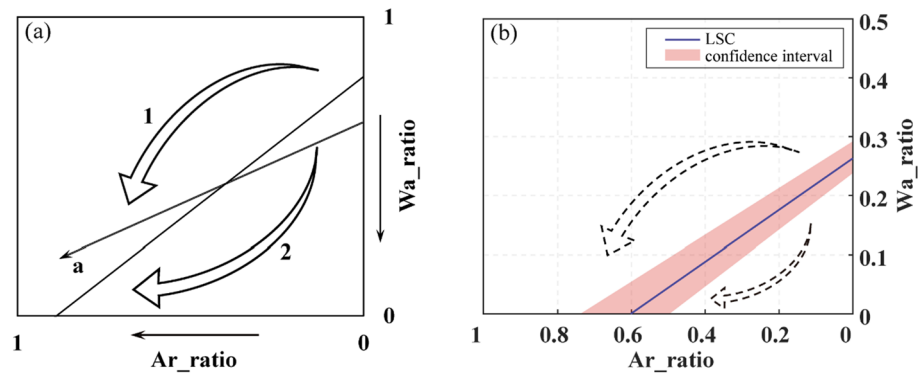 (a)
1
1
2
a
0
Wa_ratio
1
0
Ar_ratio
(b)
LSC
confidence interval
0.5
0.4
0.3
0.2
0.1
0
Wa_ratio
1
0.8
0.6
0.4
0.2
0
Ar_ratio